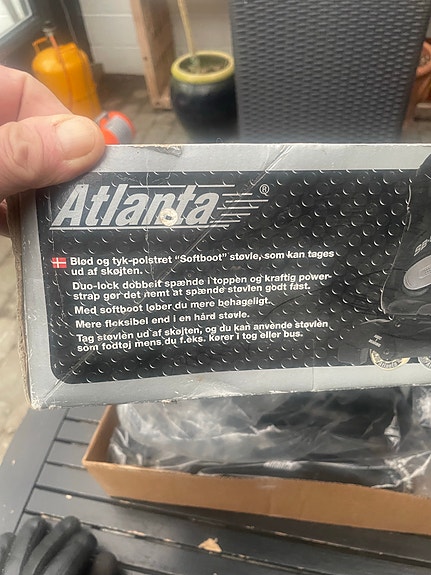 Atlanta®
Blød og tyk-polstret "Softboot" støvle, som kan tages
ud af skøjten.
Duo-lock dobbelt spænde i toppen og kraftig power-
strap gør det nemt at spænde støvlen godt fast.
Med softboot løber du mere behageligt.
Mere fleksibel end i en hård støvle.
Tag støvlen ud af skøjten, og du kan anvende støvlen
som fodtøj mens du f.eks. kører i tog eller bus.